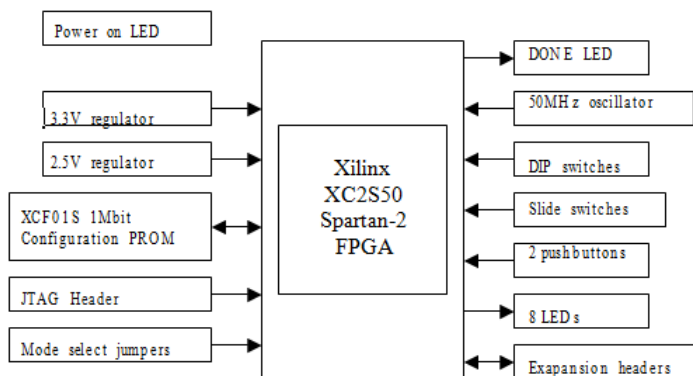 Power on LED
3.3V regulator
2.5V regulator
XCF01S 1Mbit
Configuration PROM
JTAG Header
Mode select jumpers
Xilinx
XC2S50
Spartan-2
FPGA
DONE LED
50MHz oscillator
DIP switches
Slide switches
2 pushbuttons
8 LEDs
Exapansion headers